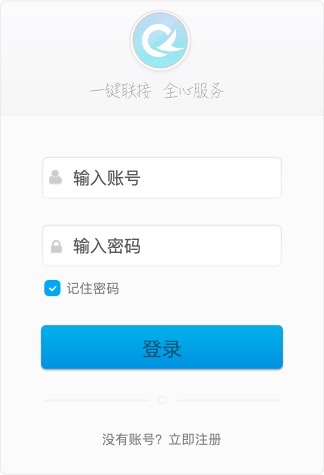 一键联接 全心服务
输入账号
输入密码
记住密码
登录
没有账号？立即注册